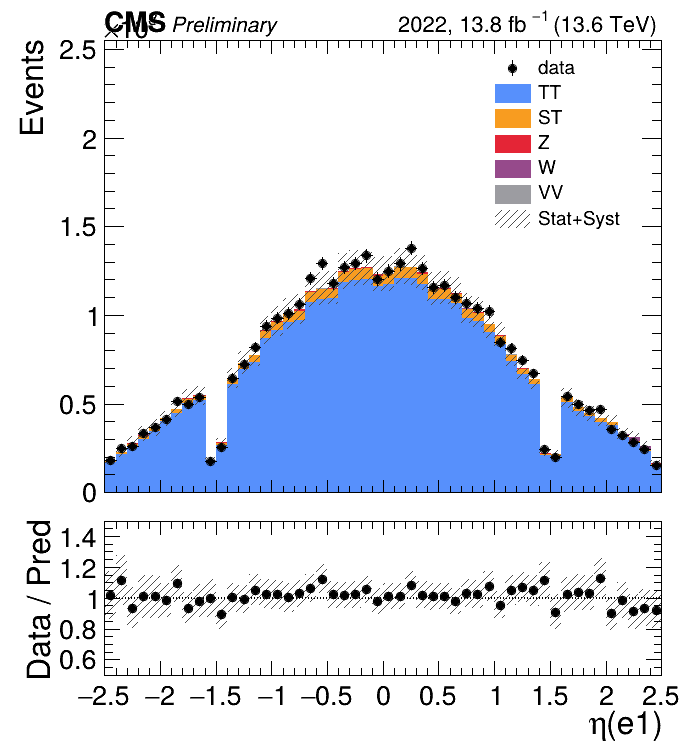 CMS Preliminary 2022, 13.8 fb⁻¹ (13.6 TeV)
2.5
2
1.5
1
0.5
0
Events
data
TT
ST
Z
W
VV
Stat+Syst
1.4
1.2
1
0.8
0.6
Data / Pred
−2.5 −2 −1.5 −1 −0.5 0 0.5 1 1.5 2 2.5
η(e1)